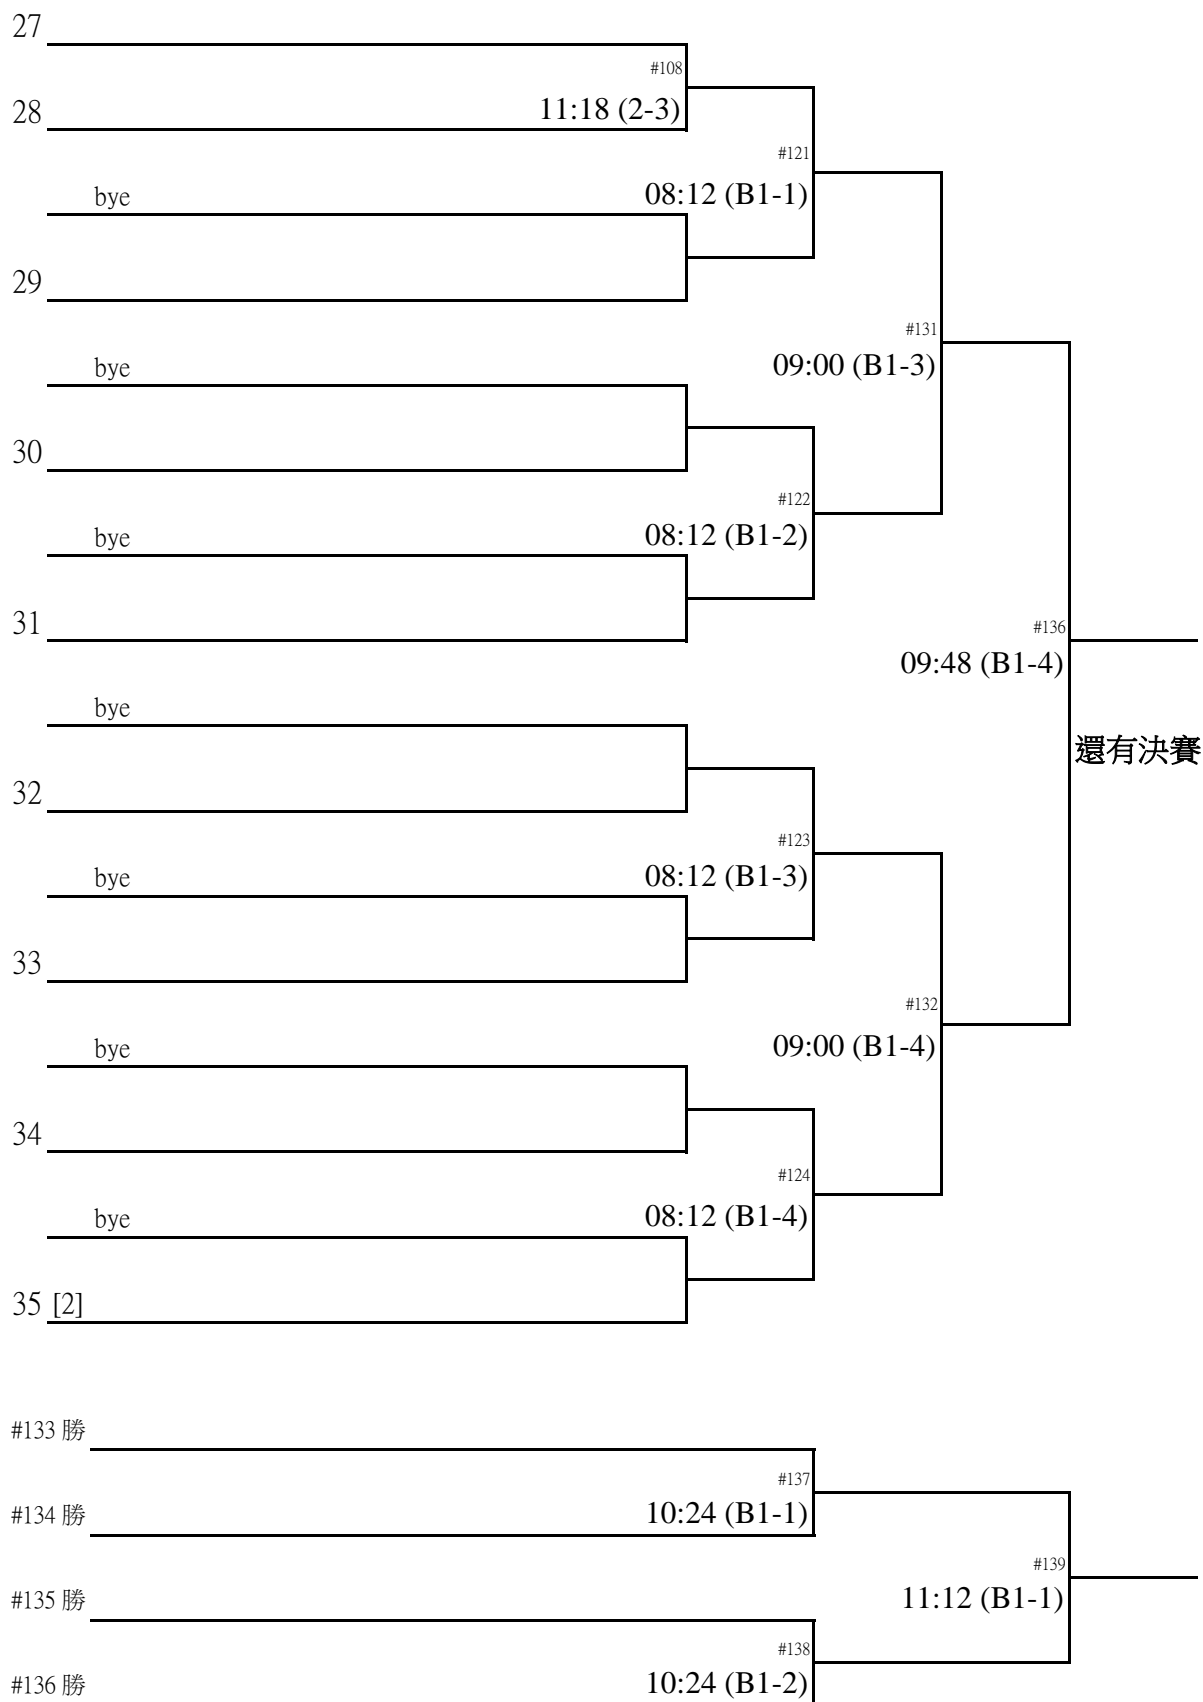 27
#108
28
11:18 (2-3)
#121
bye
08:12 (B1-1)
29
#131
bye
09:00 (B1-3)
30
#122
bye
08:12 (B1-2)
31
#136
09:48 (B1-4)
bye
還有決賽
32
#123
bye
08:12 (B1-3)
33
#132
bye
09:00 (B1-4)
34
#124
bye
08:12 (B1-4)
35 [2]
#133 勝
#137
#134 勝
10:24 (B1-1)
#139
#135 勝
11:12 (B1-1)
#138
#136 勝
10:24 (B1-2)